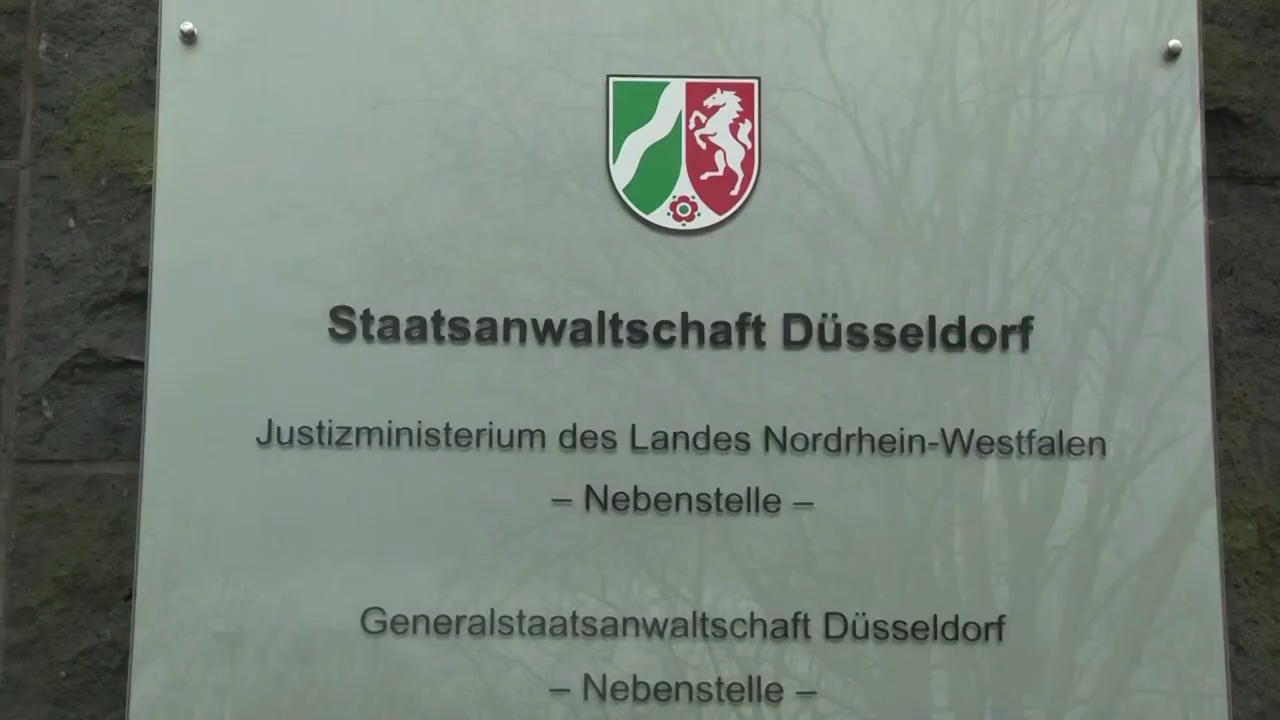 Staatsanwaltschaft Düsseldorf
Justizministerium des Landes Nordrhein-Westfalen
– Nebenstelle –
Generalstaatsanwaltschaft Düsseldorf
– Nebenstelle –